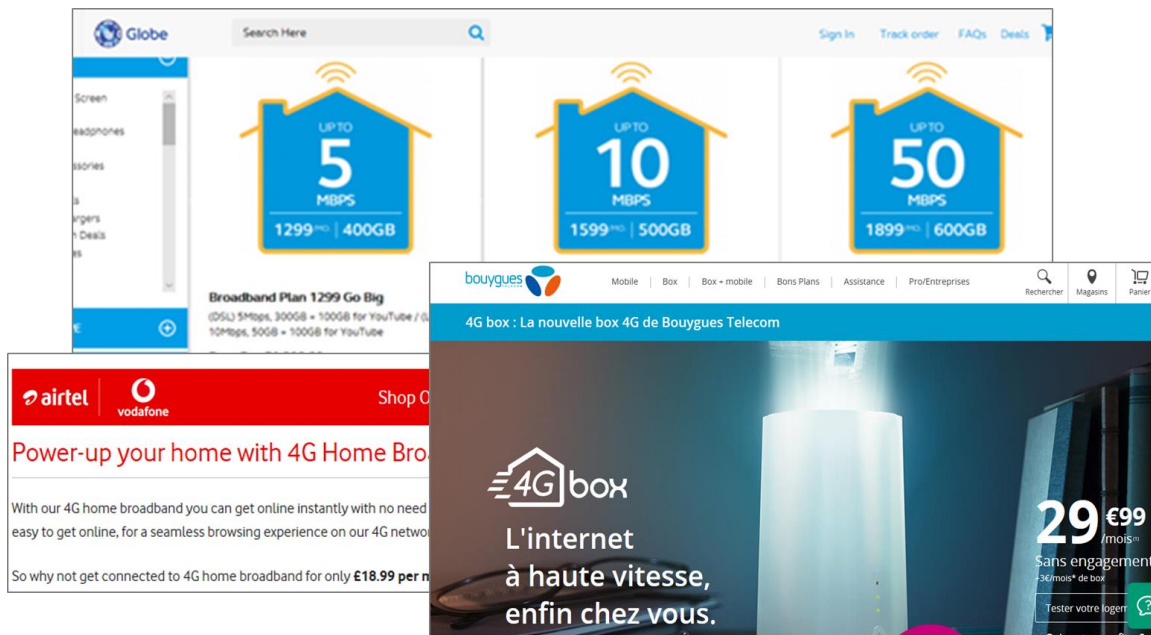 Globe
Search Here
Sign In Track order FAQs Deals
Screen
UP TO
5
MBPS
1299/MO. | 400GB
UP TO
10
MBPS
1599/MO. | 500GB
UP TO
50
MBPS
1899/MO. | 600GB
Broadband Plan 1299 Go Big
(DSL) 5Mbps, 300GB + 100GB for YouTube /
10Mbps, 50GB + 100GB for YouTube
airtel
vodafone
Shop
Power-up your home with 4G Home
With our 4G home broadband you can get online instantly with no need
easy to get online, for a seamless browsing experience on our 4G
So why not get connected to 4G home broadband for only £18.99 per
bouygues
Mobile | Box | Box + mobile | Bons Plans | Assistance | Pro/Entreprises
Rechercher
Magasins
Panier
4G box : La nouvelle box 4G de Bouygues Telecom
4G box
L'internet
à haute vitesse,
enfin chez vous.
29€99
/mois
Sans engagement
+3€/mois* de box
Tester votre